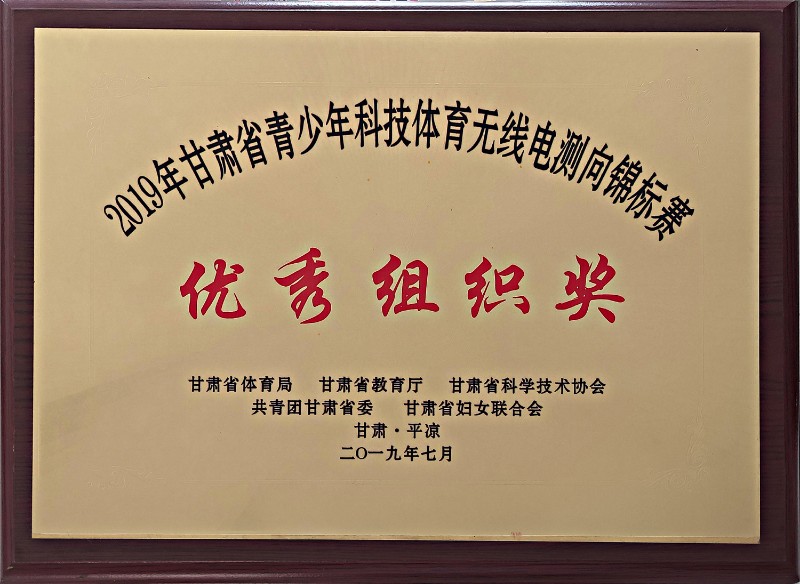 2019年甘肃省青少年科技体育无线电测向锦标赛
优秀组织奖
甘肃省体育局 甘肃省教育厅 甘肃省科学技术协会
共青团甘肃省委 甘肃省妇女联合会
甘肃·平凉
二〇一九年七月